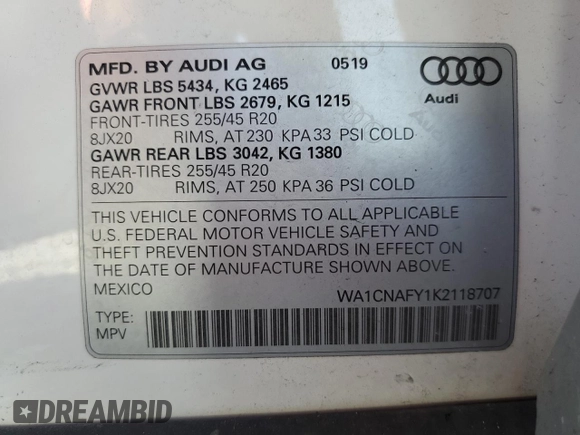 MFD. BY AUDI AG 0519
GVWR LBS 5434, KG 2465
GAWR FRONT LBS 2679, KG 1215
FRONT-TIRES 255/45 R20
8JX20 RIMS, AT 230 KPA 33 PSI COLD
GAWR REAR LBS 3042, KG 1380
REAR-TIRES 255/45 R20
8JX20 RIMS, AT 250 KPA 36 PSI COLD
Audi
THIS VEHICLE CONFORMS TO ALL APPLICABLE
U.S. FEDERAL MOTOR VEHICLE SAFETY AND
THEFT PREVENTION STANDARDS IN EFFECT ON
THE DATE OF MANUFACTURE SHOWN ABOVE.
MEXICO WA1CNAFY1K2118707
TYPE:
MPV
DREAMBID